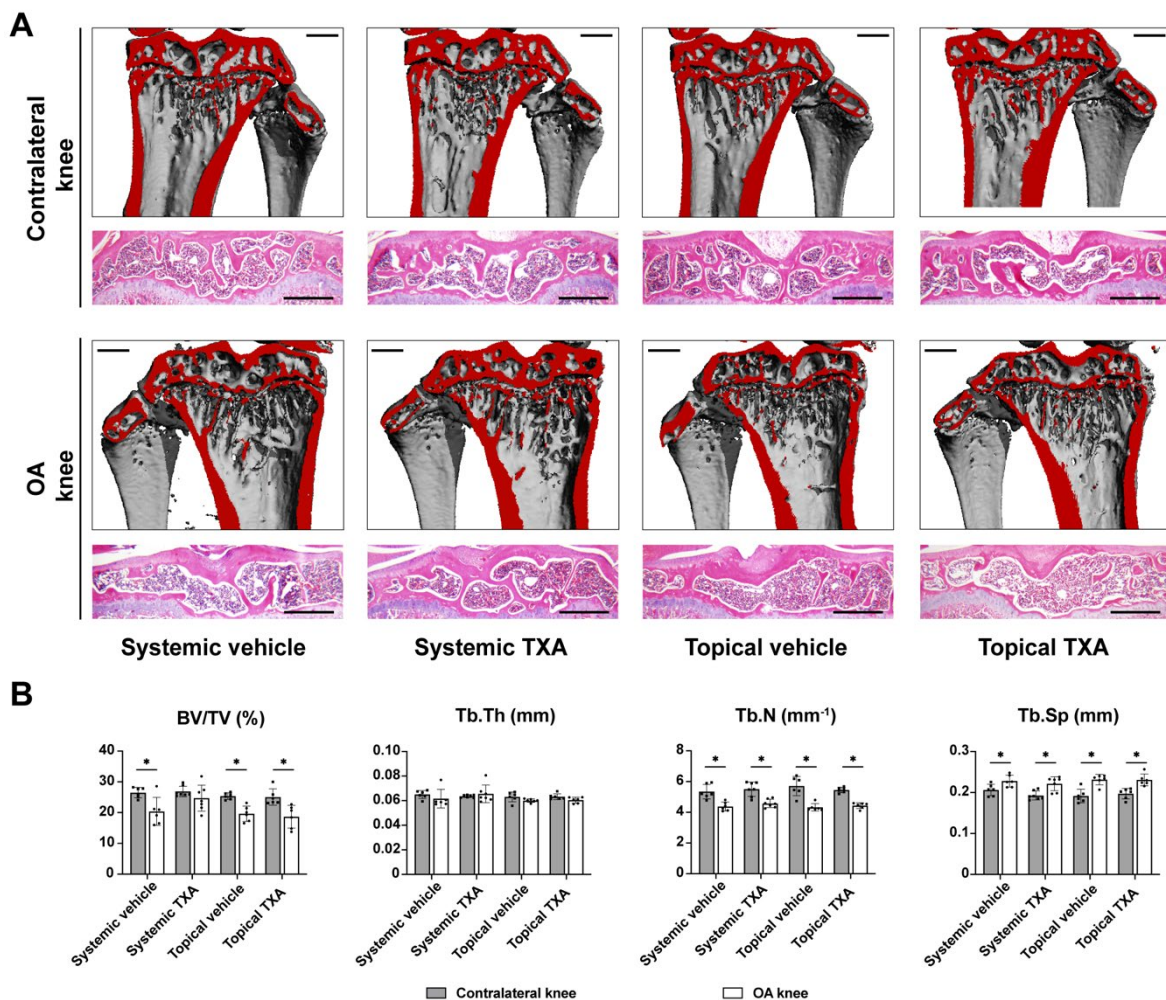 A
Contralateral
knee
OA
knee
Systemic vehicle
Systemic TXA
Topical vehicle
Topical TXA
B
BV/TV (%)
40
30
20
10
0
*
*
*
Systemic vehicle
Systemic TXA
Topical vehicle
Topical TXA
Tb.Th (mm)
0.10
0.08
0.06
0.04
0.02
0.00
Systemic vehicle
Systemic TXA
Topical vehicle
Topical TXA
Tb.N (mm⁻¹)
8
6
4
2
0
*
*
*
*
Systemic vehicle
Systemic TXA
Topical vehicle
Topical TXA
Tb.Sp (mm)
0.3
0.2
0.1
0.0
*
*
*
*
Systemic vehicle
Systemic TXA
Topical vehicle
Topical TXA
Contralateral knee
OA knee